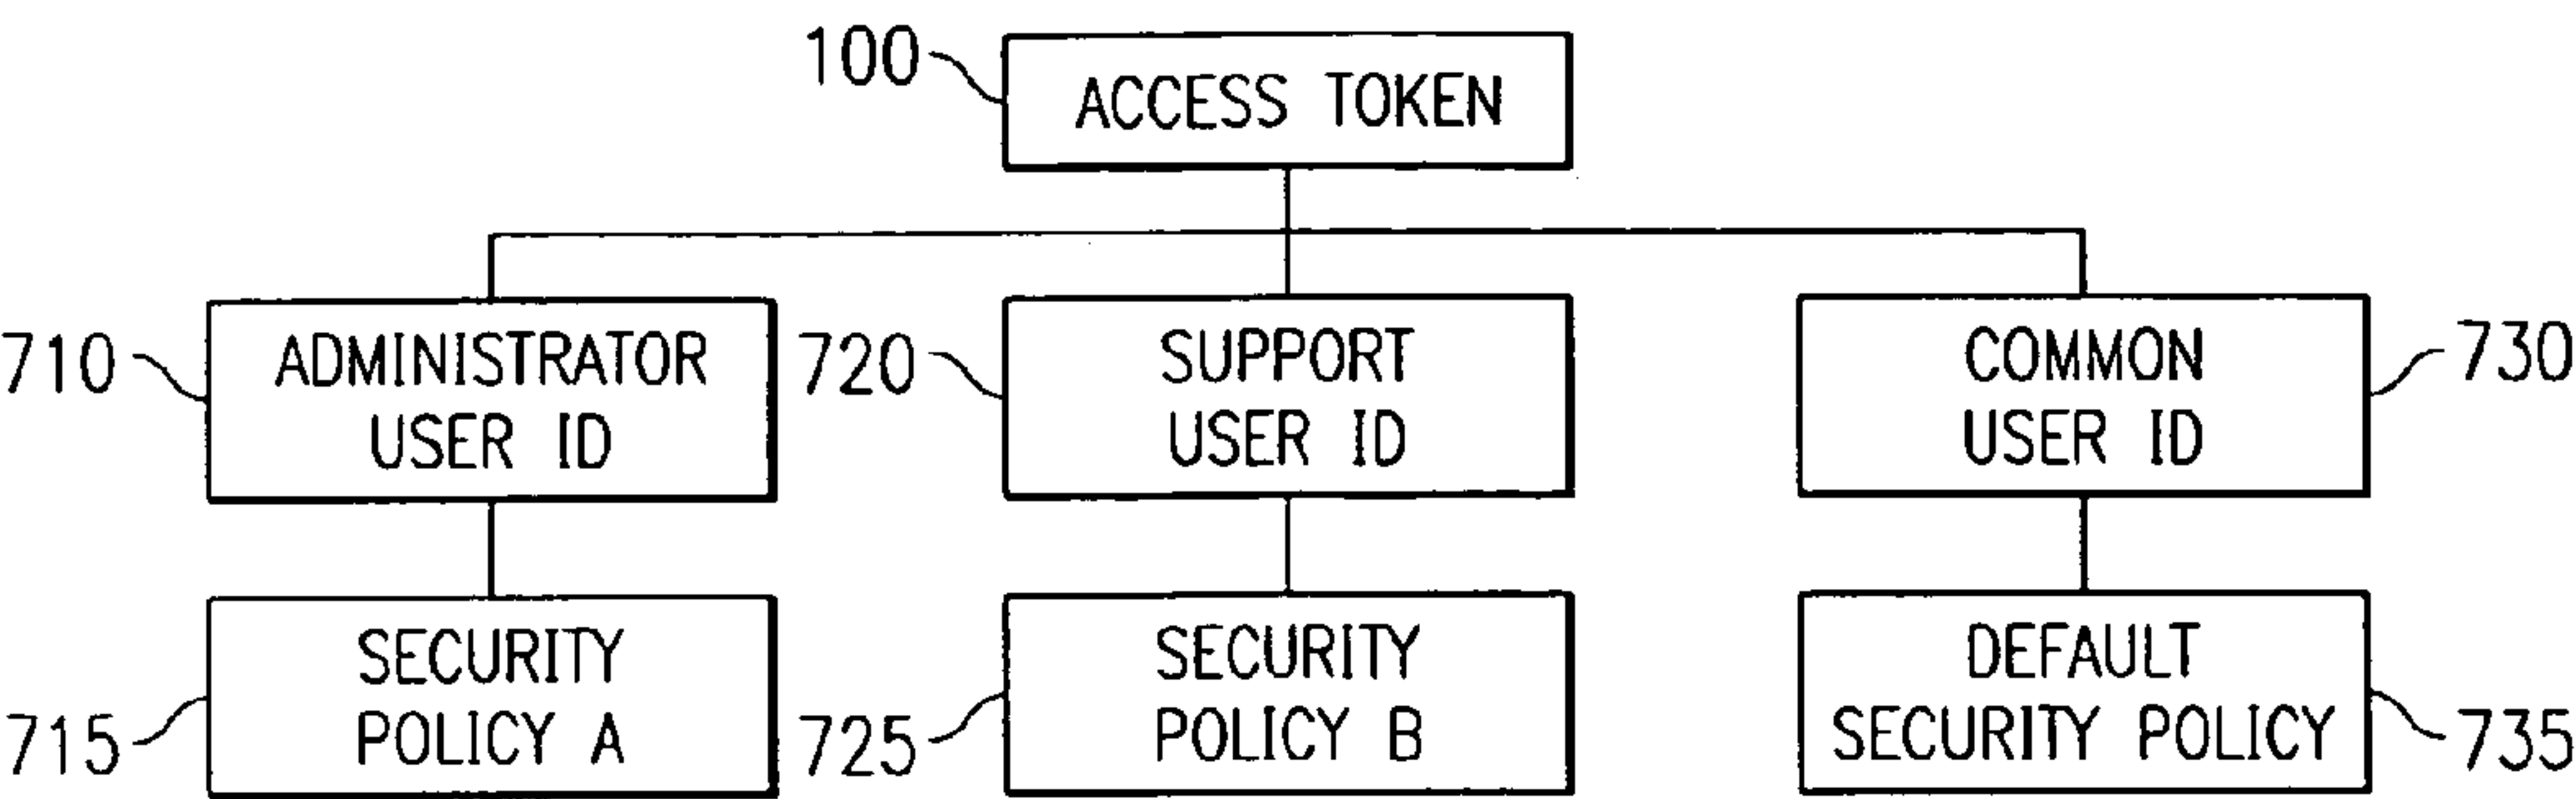 100
ACCESS TOKEN
710
ADMINISTRATOR
USER ID
720
SUPPORT
USER ID
COMMON
USER ID
730
715
SECURITY
POLICY A
725
SECURITY
POLICY B
DEFAULT
SECURITY POLICY
735